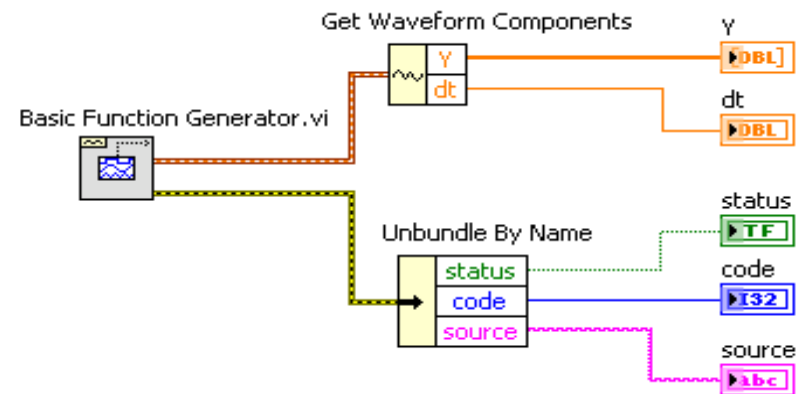 Get Waveform Components
Y
Y
[DBL]
dt
dt
DBL
Basic Function Generator.vi
status
Unbundle By Name
TF
status
code
code
I32
source
source
abc